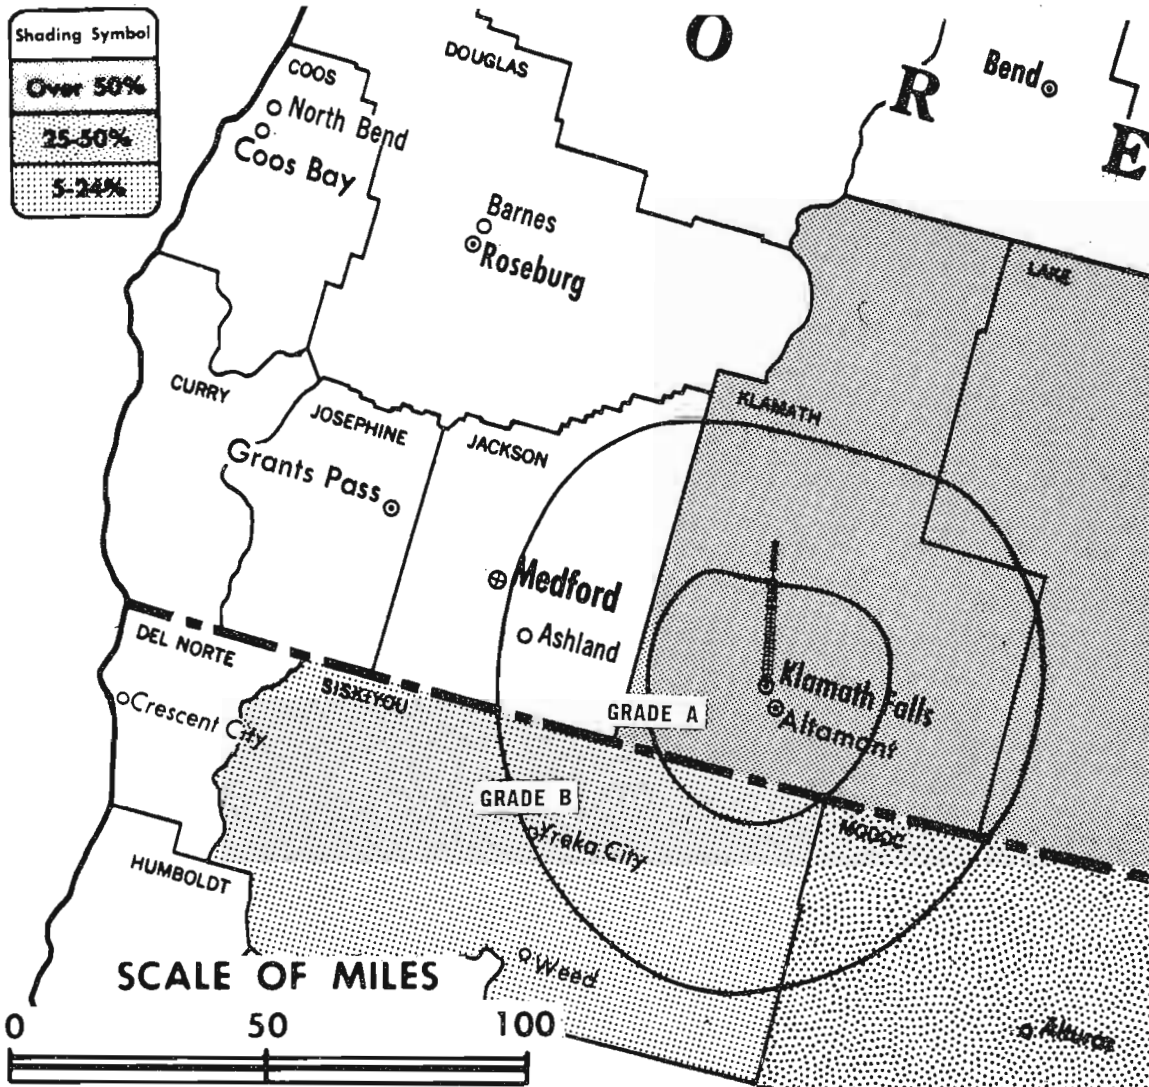 Shading Symbol
Over 50%
25-50%
5-24%
O
R
E
DOUGLAS
Bend
COOS
North Bend
Coos Bay
Barnes
Roseburg
LAKE
CURRY
KLAMATH
JOSEPHINE
JACKSON
Grants Pass
Medford
Ashland
DEL NORTE
SISKIYOU
Klamath Falls
GRADE A
Altamont
Crescent City
GRADE B
Yreka City
MODOC
HUMBOLDT
Weed
SCALE OF MILES
0 50 100
Alturas